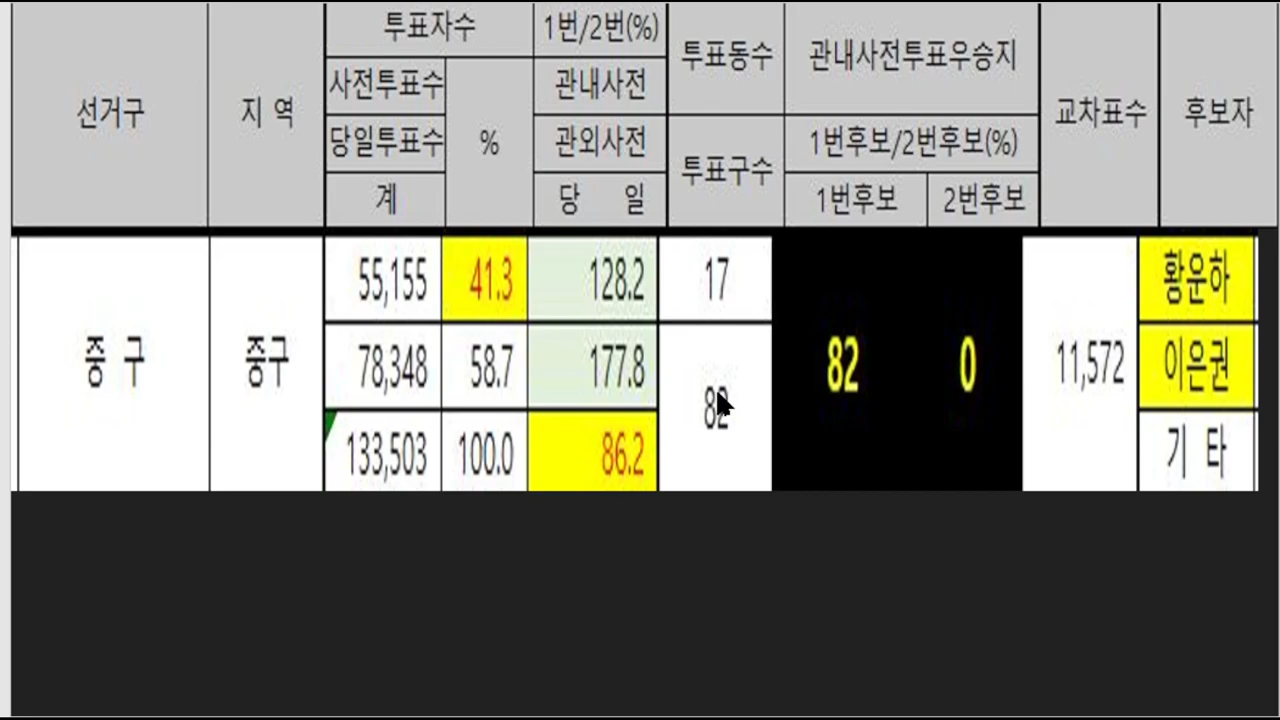 선거구
지 역
투표자수
사전투표수
당일투표수
계
%
1번/2번(%)
관내사전
관외사전
당 일
투표동수
투표구수
관내사전투표우승지
1번후보/2번후보(%)
1번후보
2번후보
교차표수
후보자
중 구
중구
55,155
41.3
128.2
17
황운하
78,348
58.7
177.8
82
82
0
11,572
이은권
133,503
100.0
86.2
기 타